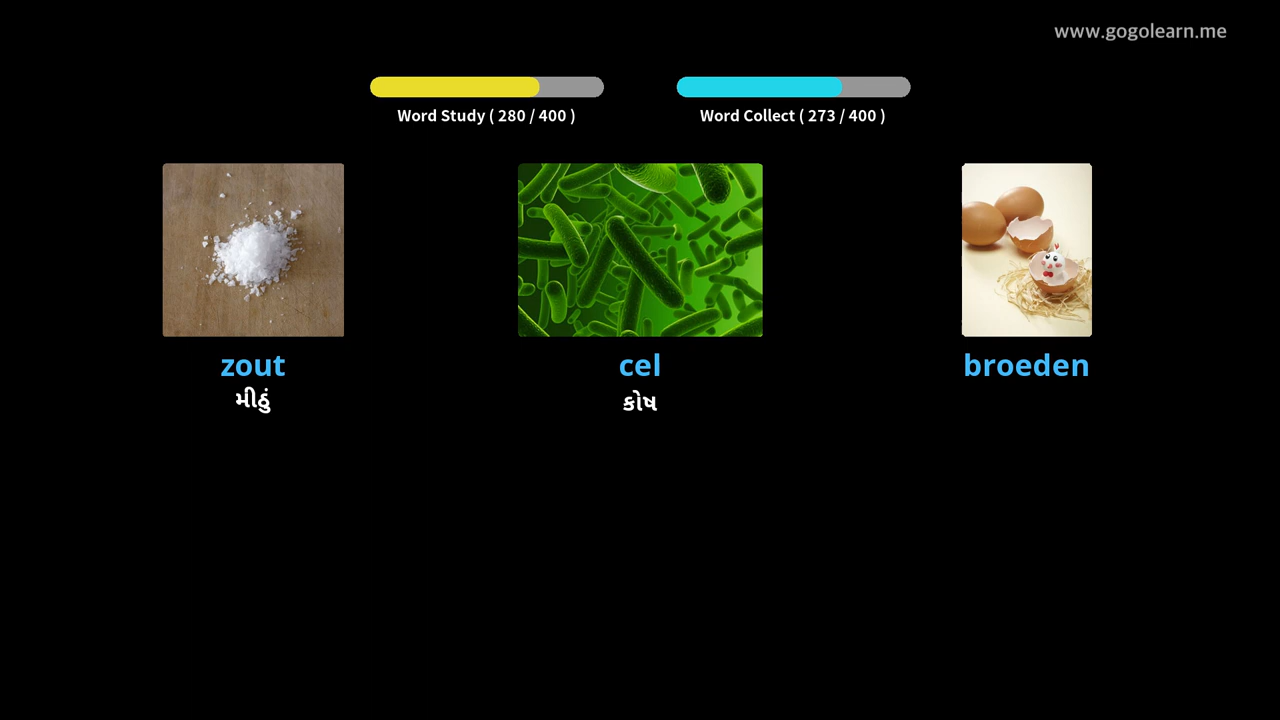 www.gogolearn.me
Word Study ( 280 / 400 )
Word Collect ( 273 / 400 )
zout
cel
broeden
મીઠું
કોષ